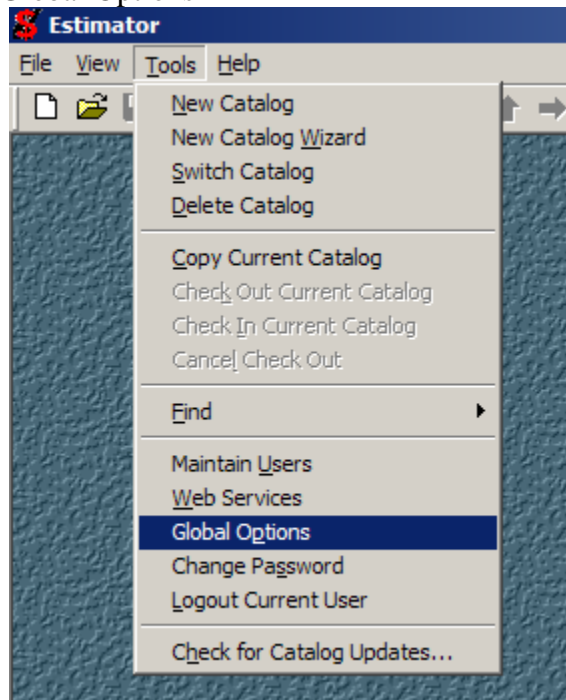 Estimator
File View Tools Help
New Catalog
New Catalog Wizard
Switch Catalog
Delete Catalog
Copy Current Catalog
Check Out Current Catalog
Check In Current Catalog
Cancel Check Out
Find
Maintain Users
Web Services
Global Options
Change Password
Logout Current User
Check for Catalog Updates...